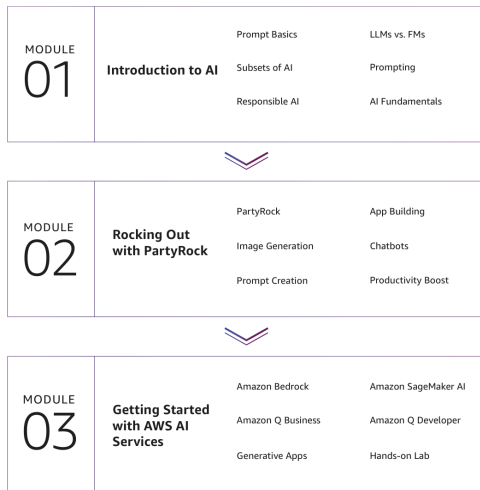 MODULE
01
Introduction to AI
Prompt Basics
LLMs vs. FMs
Subsets of AI
Prompting
Responsible AI
AI Fundamentals
MODULE
02
Rocking Out
with PartyRock
PartyRock
App Building
Image Generation
Chatbots
Prompt Creation
Productivity Boost
MODULE
03
Getting Started
with AWS AI
Services
Amazon Bedrock
Amazon SageMaker AI
Amazon Q Business
Amazon Q Developer
Generative Apps
Hands-on Lab